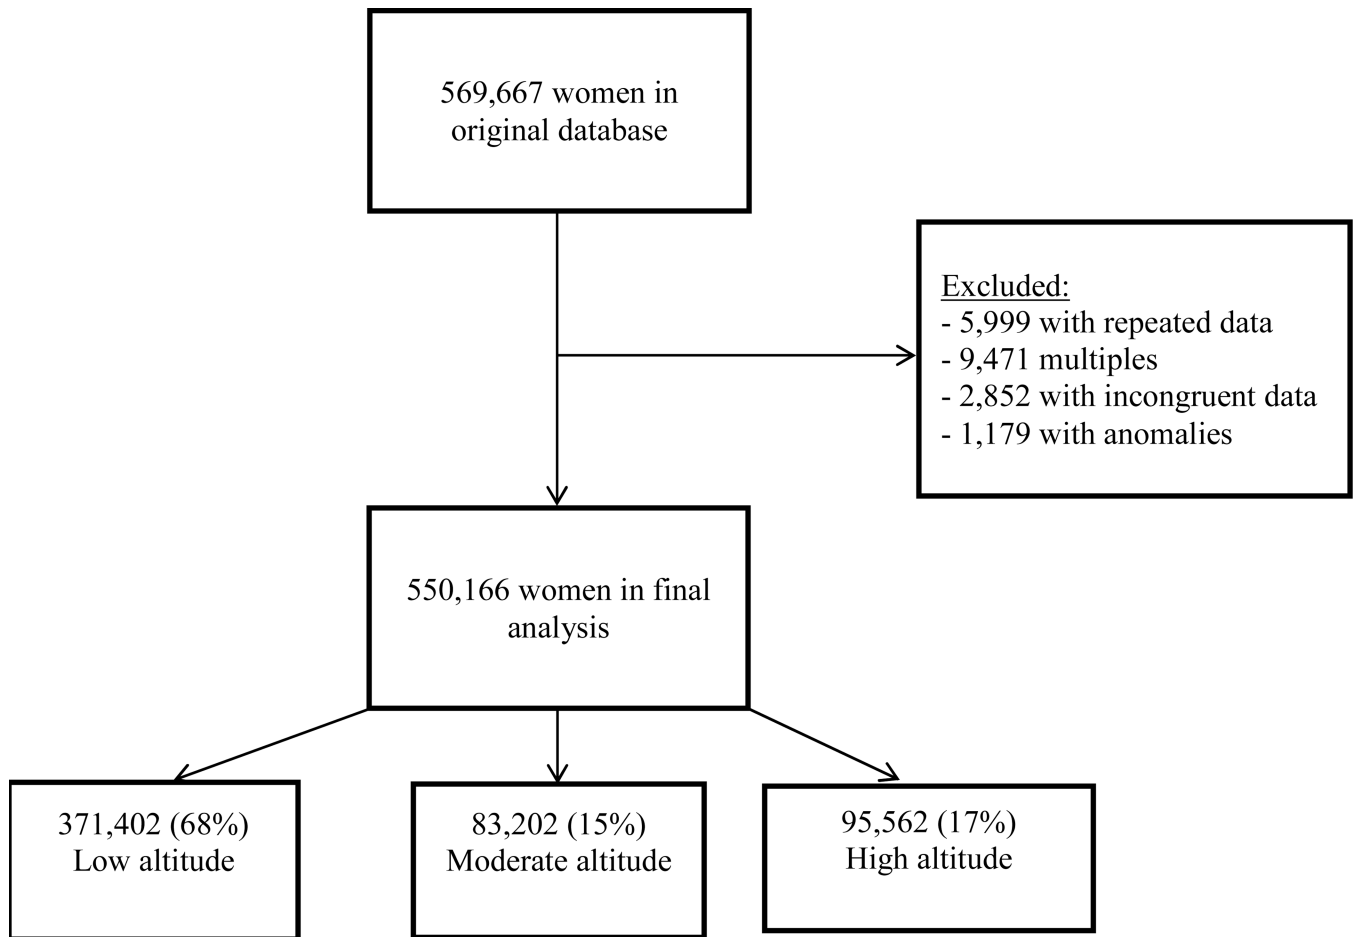 569,667 women in
original database
Excluded:
- 5,999 with repeated data
- 9,471 multiples
- 2,852 with incongruent data
- 1,179 with anomalies
550,166 women in final
analysis
371,402 (68%)
Low altitude
83,202 (15%)
Moderate altitude
95,562 (17%)
High altitude